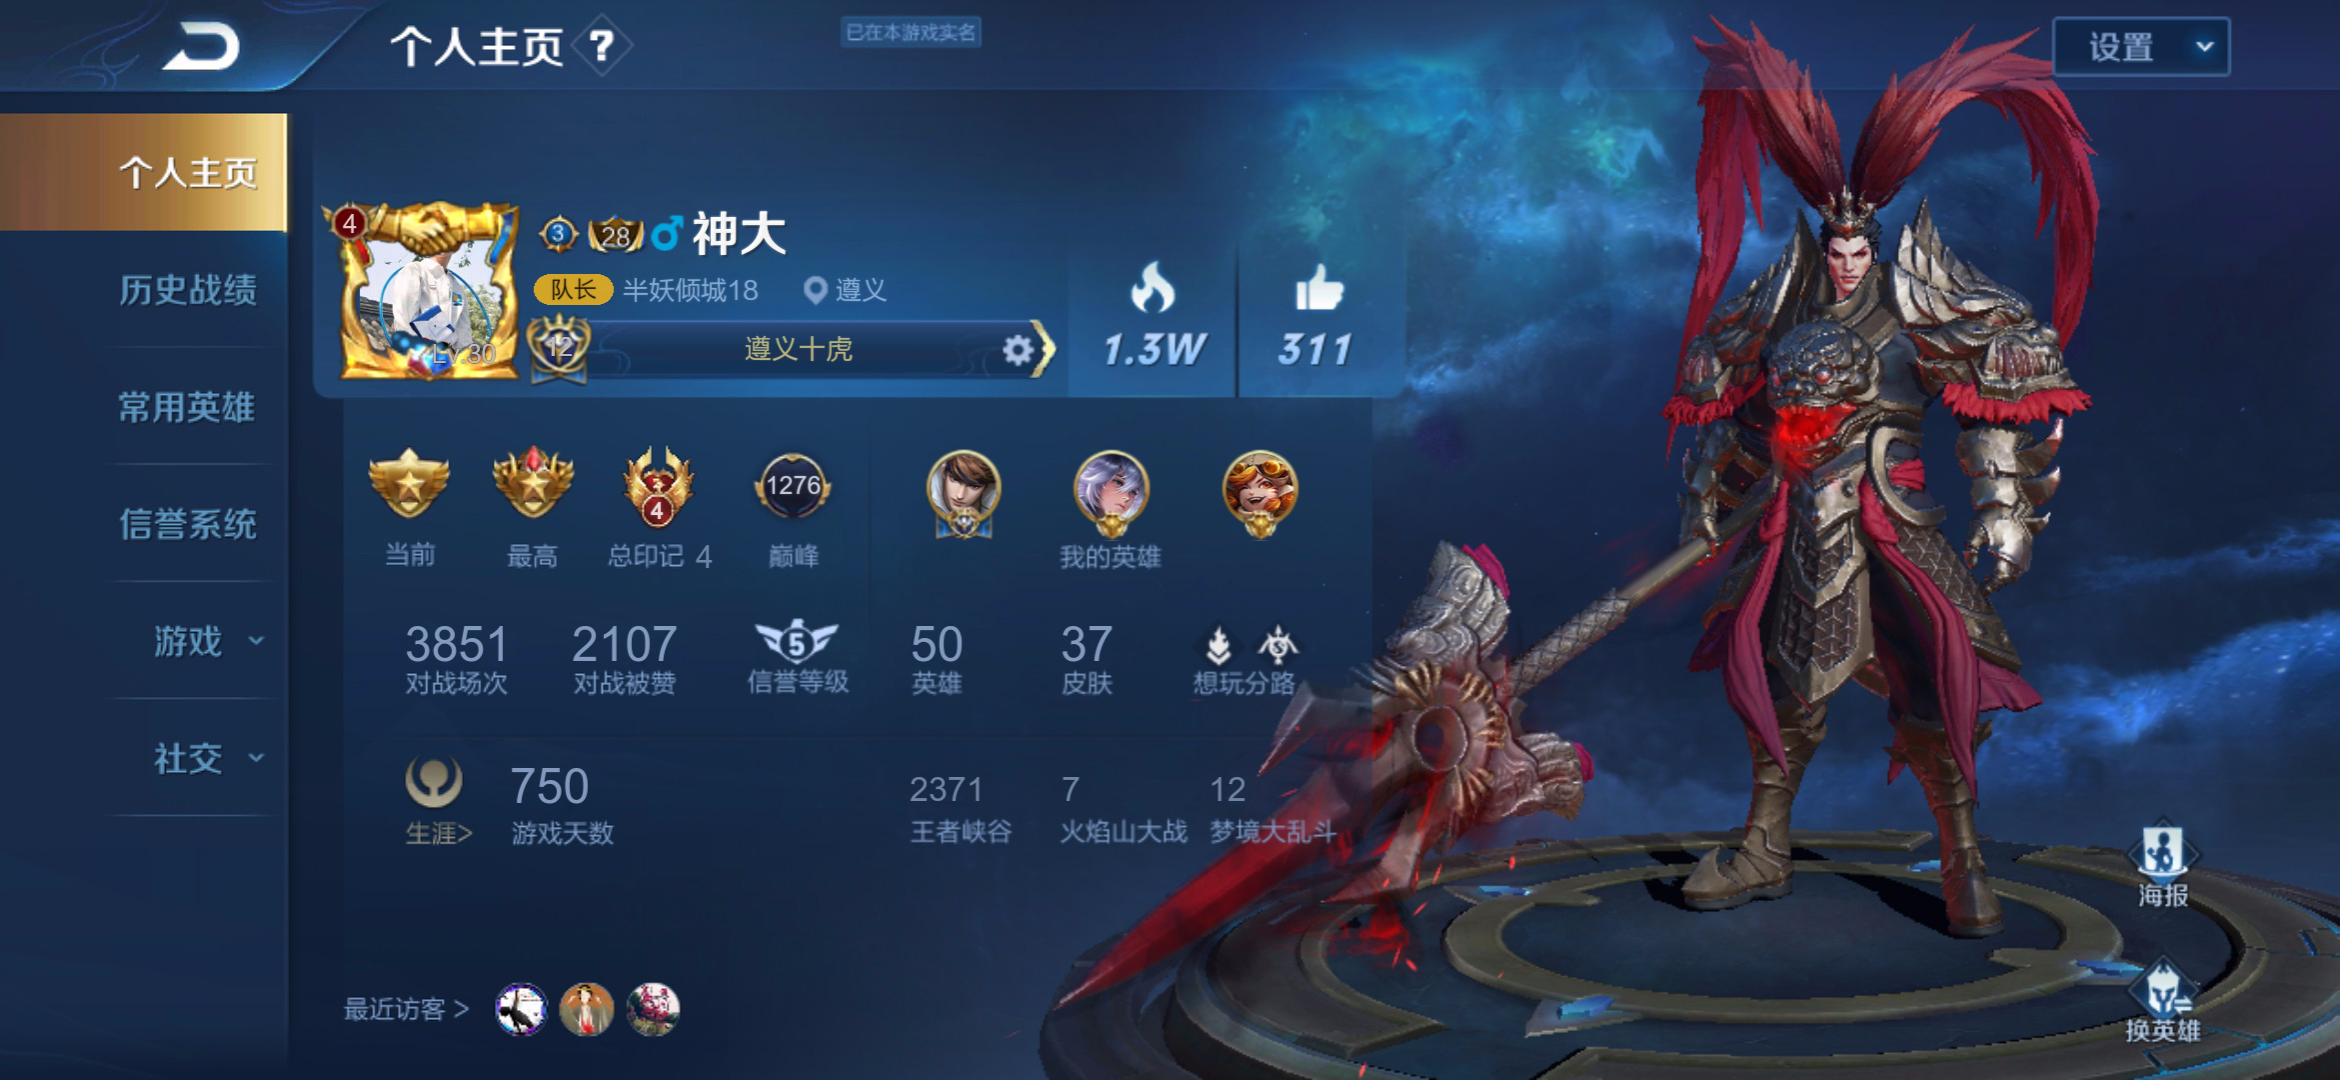 个人主页 ?
已在本游戏实名
设置
个人主页
历史战绩
常用英雄
信誉系统
游戏
社交
4
3 28 神大
队长 半妖倾城18 遵义
Lv.30
12 遵义十虎
1.3W
311
4
1276
当前 最高 总印记 4 巅峰
我的英雄
3851 2107 5 50 37
对战场次 对战被赞 信誉等级 英雄 皮肤 想玩分路
750
生涯> 游戏天数
2371 7 12
王者峡谷 火焰山大战 梦境大乱斗
最近访客 >
海报
换英雄